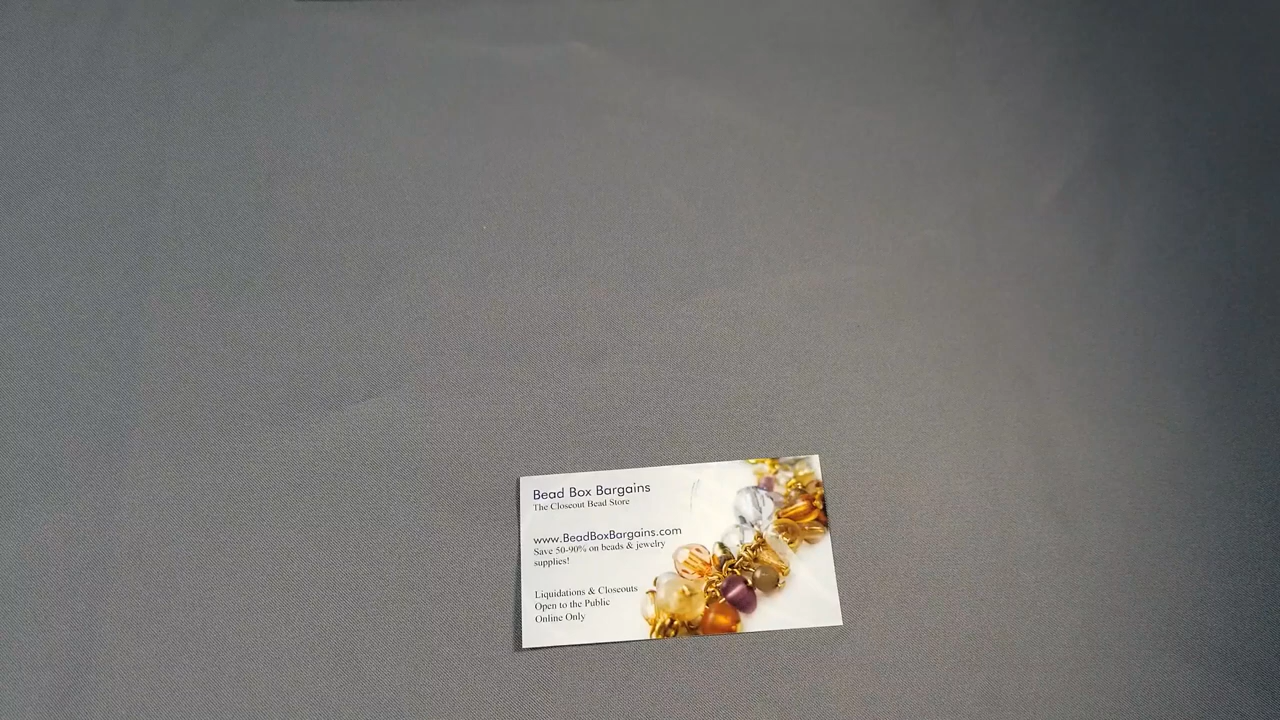 Bead Box Bargains
The Closeout Bead Store
www.BeadBoxBargains.com
Save 50-90% on beads & jewelry
supplies!
Liquidations & Closeouts
Open to the Public
Online Only